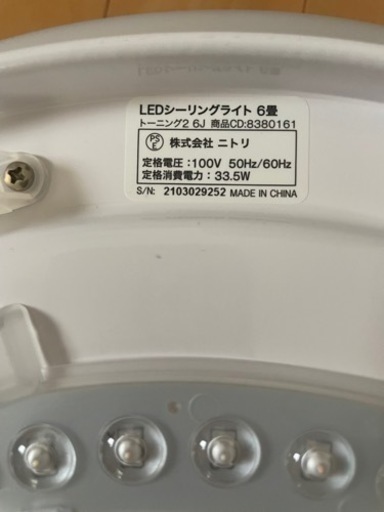 LEDシーリングライト 6畳
トーニング2 6J 商品CD:8380161
PSE 株式会社 ニトリ
定格電圧：100V 50Hz/60Hz
定格消費電力：33.5W
S/N: 2103029252 MADE IN CHINA